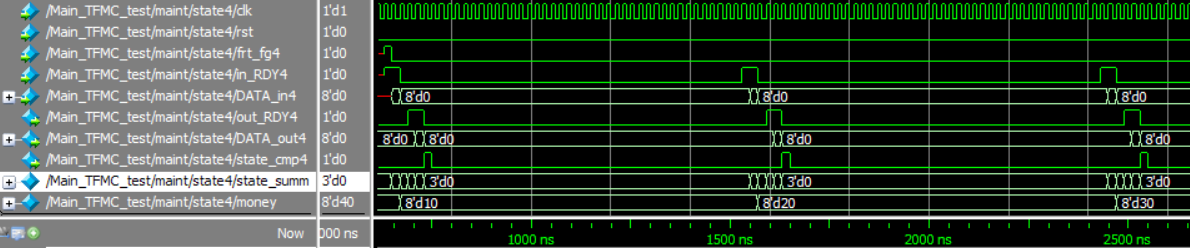 /Main_TFMC_test/maint/state4/clk 1'd1
/Main_TFMC_test/maint/state4/rst 1'd0
/Main_TFMC_test/maint/state4/frt_fg4 1'd0
/Main_TFMC_test/maint/state4/in_RDY4 1'd0
/Main_TFMC_test/maint/state4/DATA_in4 8'd0 8'd0 8'd0 8'd0
/Main_TFMC_test/maint/state4/out_RDY4 1'd0
/Main_TFMC_test/maint/state4/DATA_out4 8'd0 8'd0 8'd0 8'd0 8'd0
/Main_TFMC_test/maint/state4/state_cmp4 1'd0
/Main_TFMC_test/maint/state4/state_summ 3'd0 3'd0 3'd0 3'd0
/Main_TFMC_test/maint/state4/money 8'd40 8'd10 8'd20 8'd30
Now 000 ns 1000 ns 1500 ns 2000 ns 2500 ns